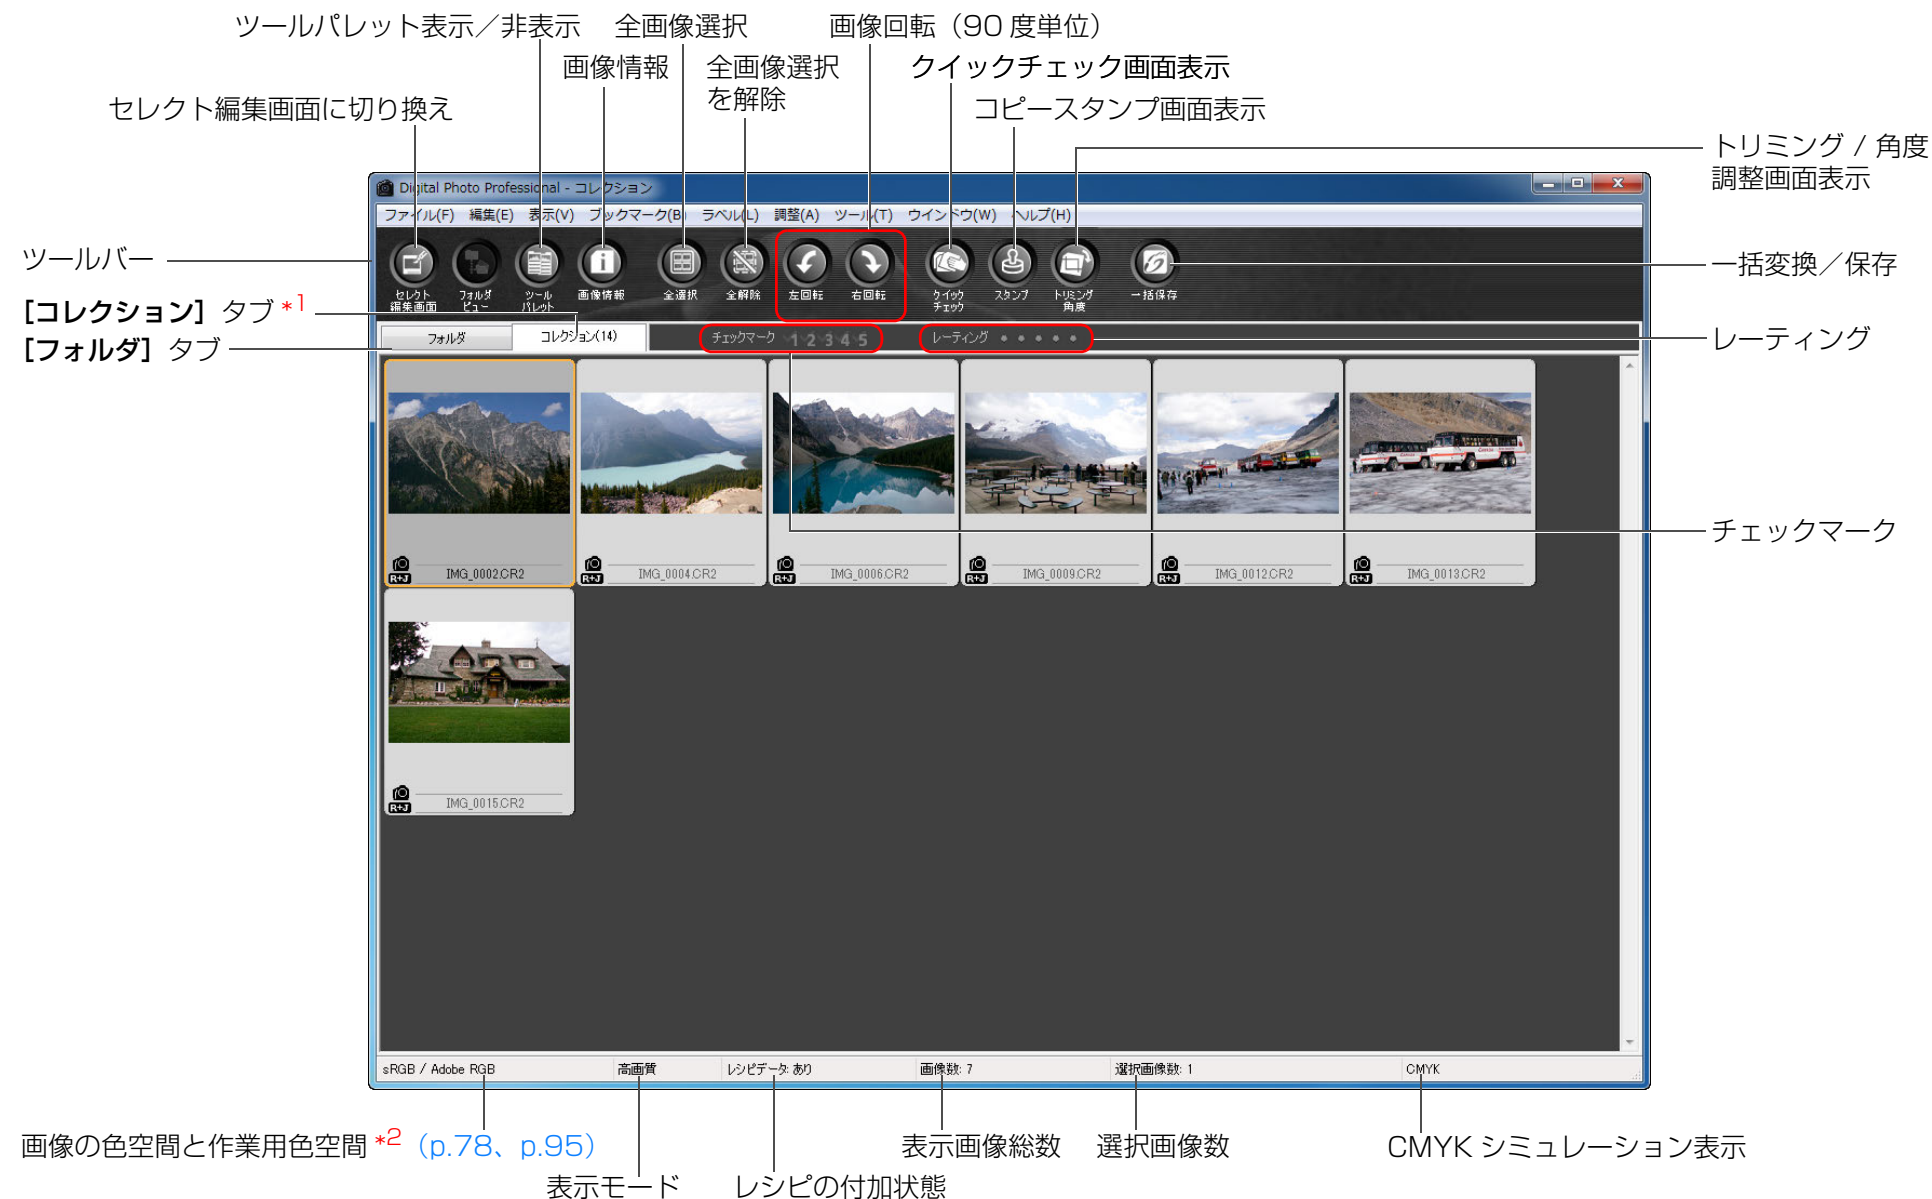 ツールパレット表示／非表示
全画像選択
画像回転（90 度単位）
画像情報
全画像選択
を解除
クイックチェック画面表示
セレクト編集画面に切り換え
コピースタンプ画面表示
トリミング / 角度
調整画面表示
Digital Photo Professional - コレクション
ファイル(F) 編集(E) 表示(V) ブックマーク(B) ラベル(L) 調整(A) ツール(T) ウインドウ(W) ヘルプ(H)
ツールバー
一括変換／保存
セレクト
編集画面
フォルダ
ビュー
ツール
パレット
画像情報
全選択
全解除
左回転
右回転
クイック
チェック
スタンプ
トリミング
角度
一括保存
［コレクション］タブ *1
［フォルダ］タブ
フォルダ
コレクション(14)
チェックマーク 1 2 3 4 5
レーティング
レーティング
チェックマーク
R+J IMG_0002.CR2
R+J IMG_0004.CR2
R+J IMG_0006.CR2
R+J IMG_0009.CR2
R+J IMG_0012.CR2
R+J IMG_0013.CR2
R+J IMG_0015.CR2
sRGB / Adobe RGB
高画質
レシピデータ: あり
画像数: 7
選択画像数: 1
CMYK
画像の色空間と作業用色空間 *2（p.78、p.95）
表示画像総数
選択画像数
CMYK シミュレーション表示
表示モード
レシピの付加状態